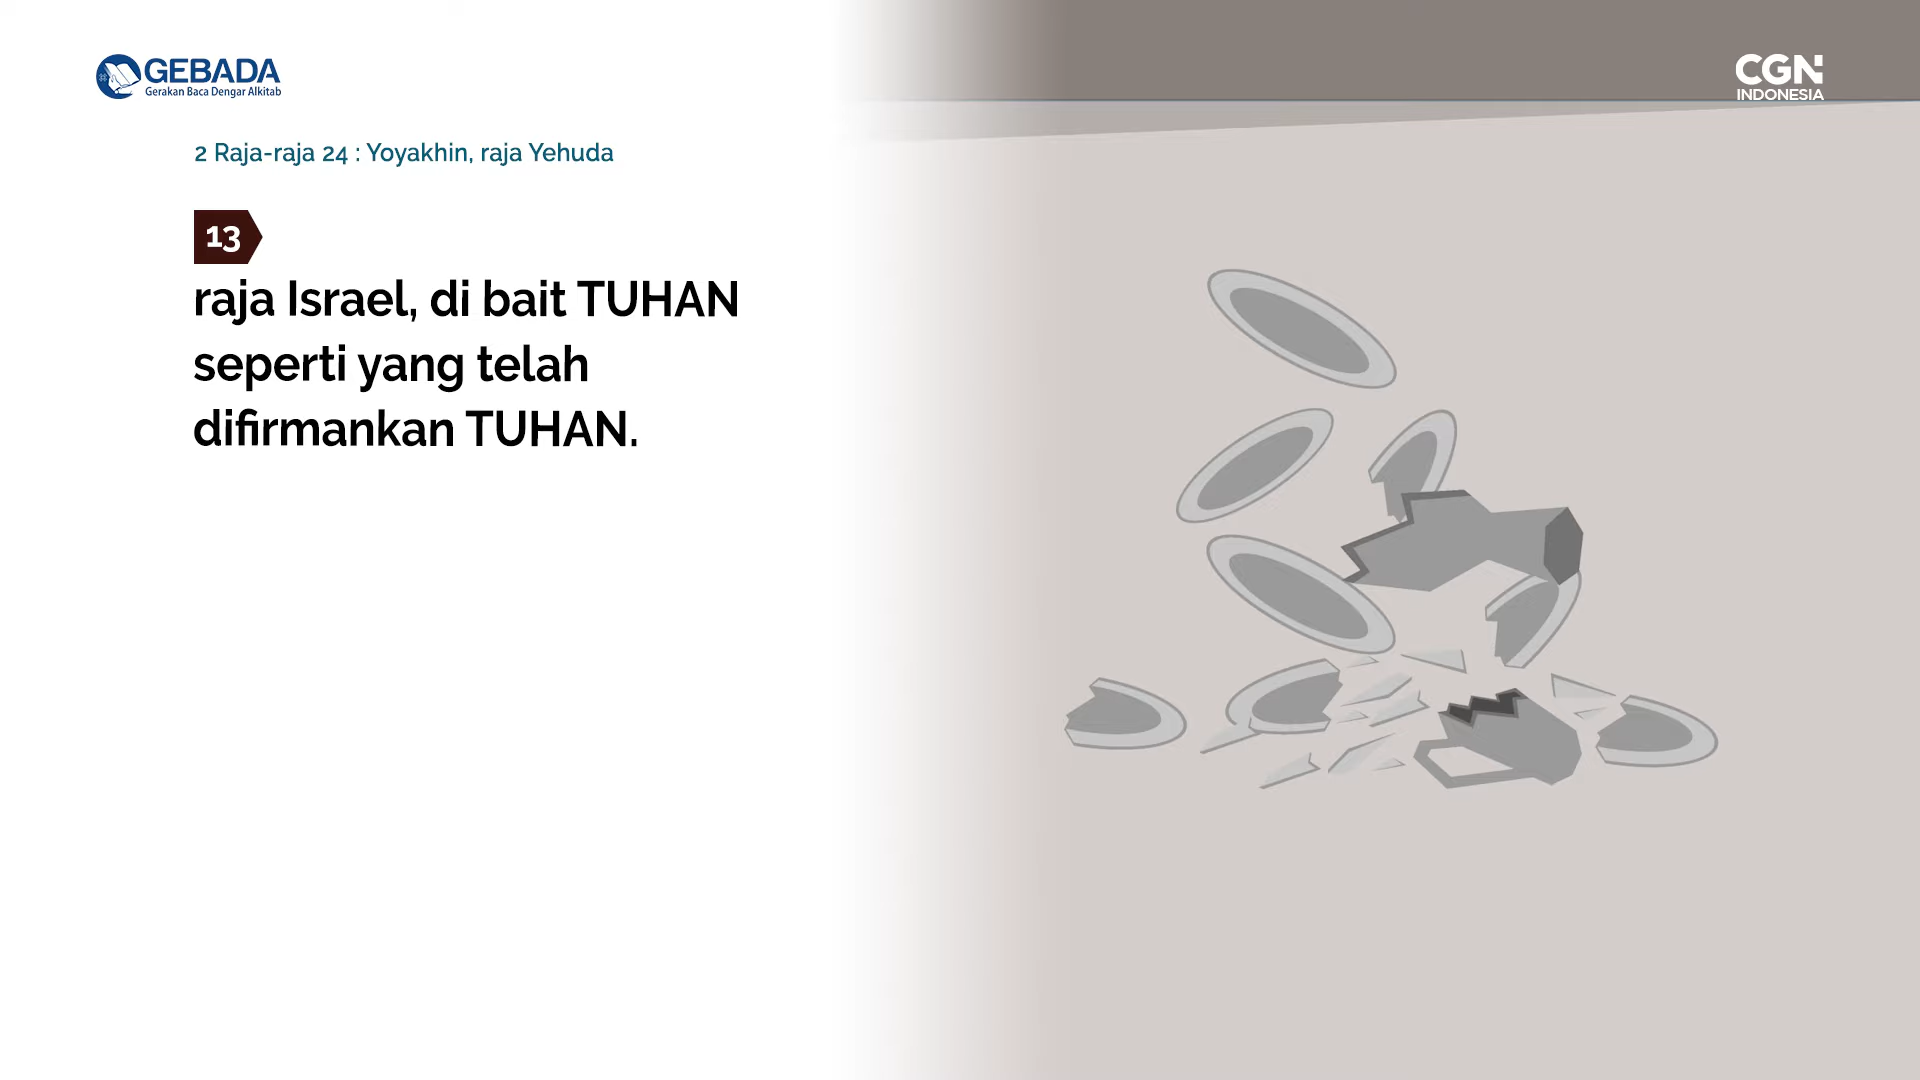 GEBADA
Gerakan Baca Dengar Alkitab
CGN
INDONESIA
2 Raja-raja 24 : Yoyakhin, raja Yehuda
13
raja Israel, di bait TUHAN
seperti yang telah
difirmankan TUHAN.